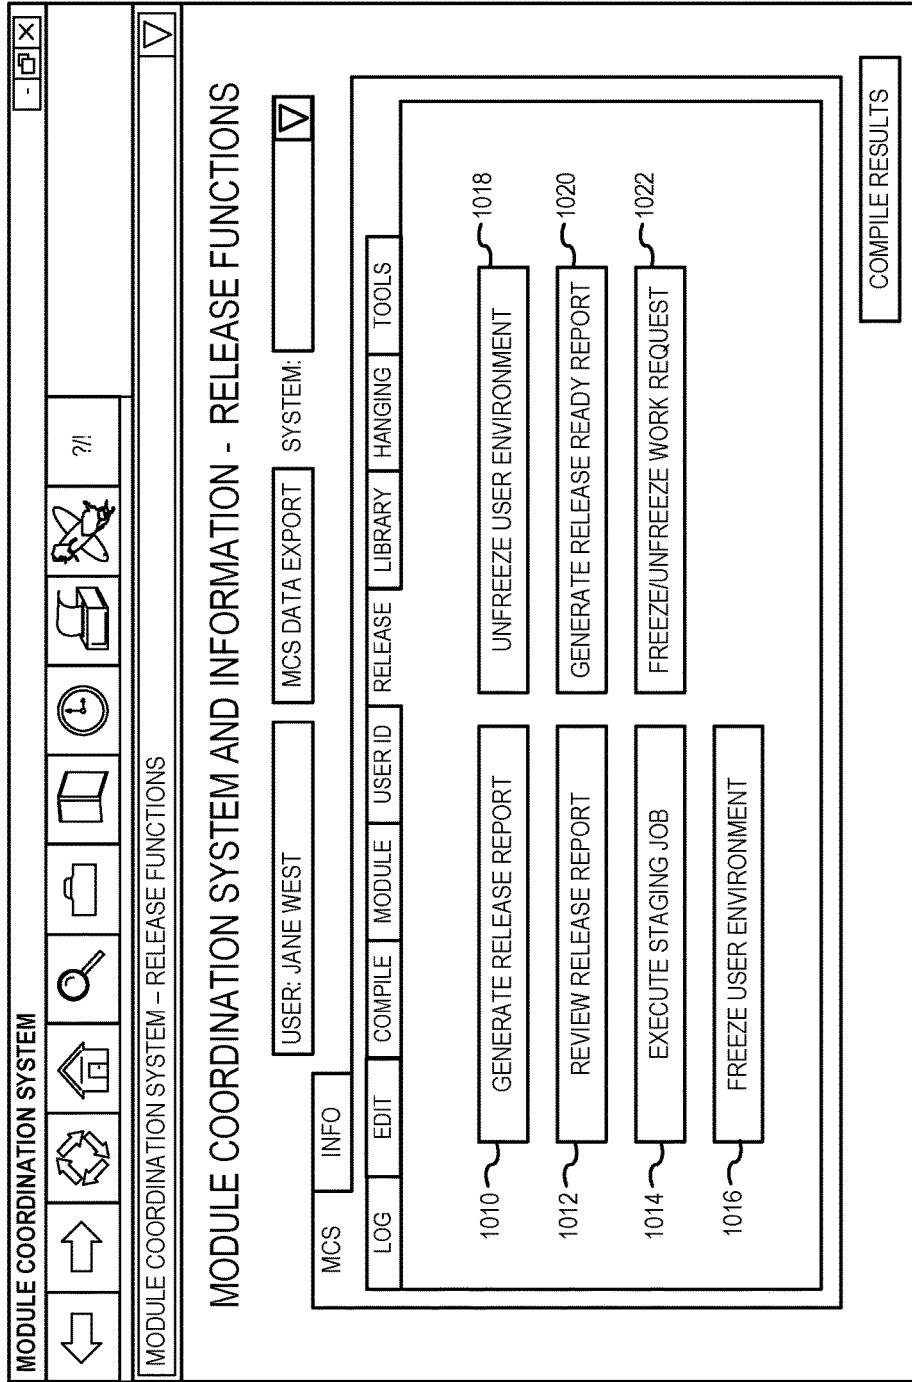 MODULE COORDINATION SYSTEM
?/!
MODULE COORDINATION SYSTEM – RELEASE FUNCTIONS
MODULE COORDINATION SYSTEM AND INFORMATION - RELEASE FUNCTIONS
USER: JANE WEST MCS DATA EXPORT SYSTEM:
MCS INFO
LOG EDIT COMPILE MODULE USER ID RELEASE LIBRARY HANGING TOOLS
1010 GENERATE RELEASE REPORT UNFREEZE USER ENVIRONMENT 1018
1012 REVIEW RELEASE REPORT GENERATE RELEASE READY REPORT 1020
1014 EXECUTE STAGING JOB FREEZE/UNFREEZE WORK REQUEST 1022
1016 FREEZE USER ENVIRONMENT
COMPILE RESULTS